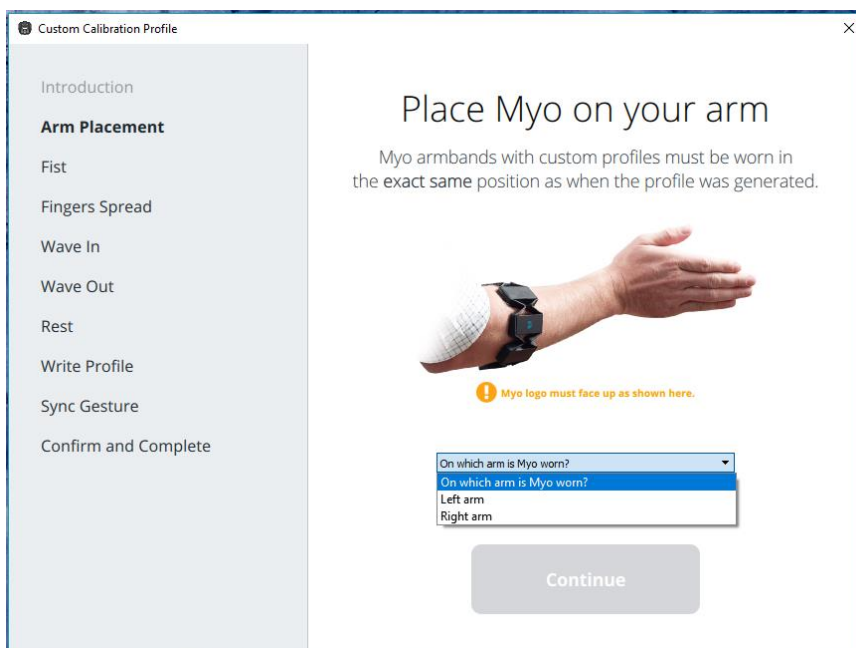 Custom Calibration Profile
Introduction
Arm Placement
Fist
Fingers Spread
Wave In
Wave Out
Rest
Write Profile
Sync Gesture
Confirm and Complete
Place Myo on your arm
Myo armbands with custom profiles must be worn in
the exact same position as when the profile was generated.
Myo logo must face up as shown here.
On which arm is Myo worn?
On which arm is Myo worn?
Left arm
Right arm
Continue